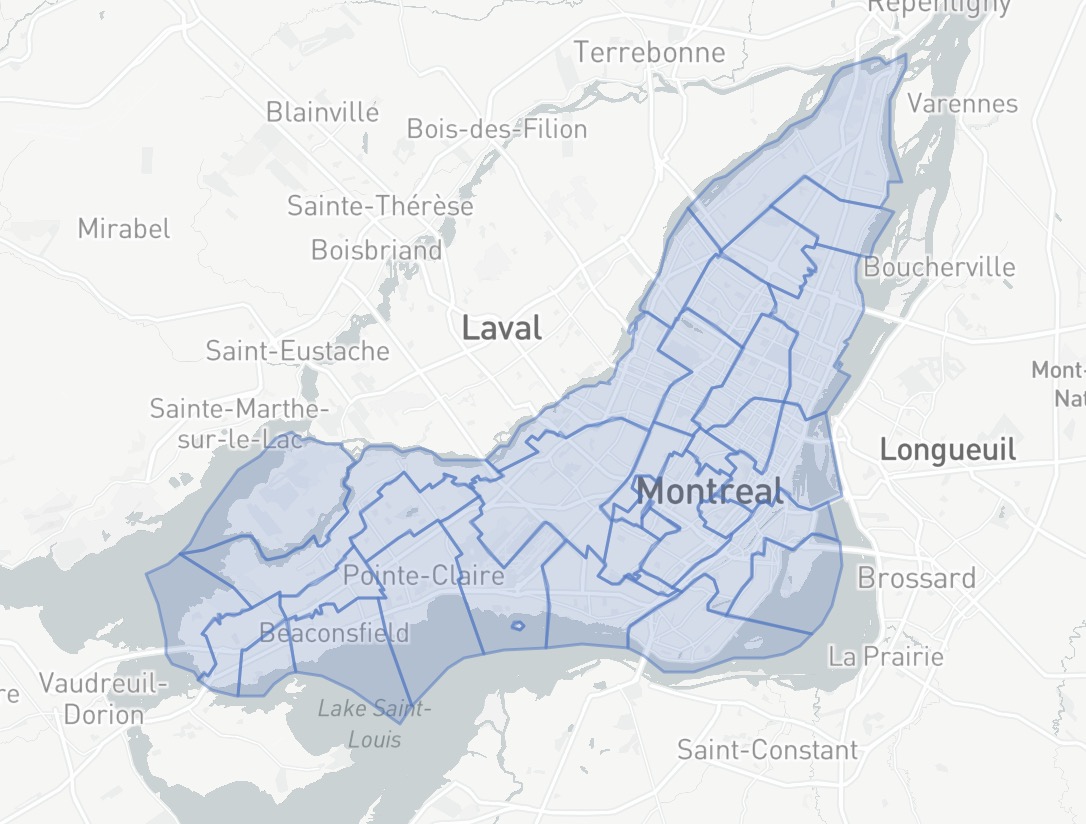 Repentigny
Terrebonne
Varennes
Blainville
Bois-des-Filion
Sainte-Thérèse
Mirabel
Boisbriand
Boucherville
Laval
Saint-Eustache
Mont-
Nat
Sainte-Marthe-
sur-le-Lac
Longueuil
Montreal
Pointe-Claire
Brossard
Beaconsfield
La Prairie
re
Vaudreuil-
Dorion
Lake Saint-
Louis
Saint-Constant